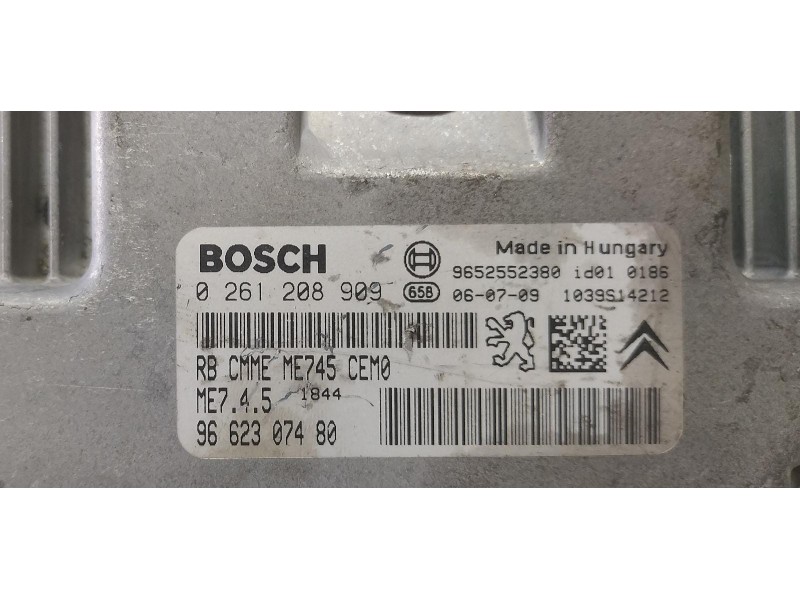 BOSCH
Made in Hungary
9652552380 id01 0186
0 261 208 909
658 06-07-09 1039S14212
RB CMME ME745 CEM0
ME7.4.5 1844
96 623 074 80